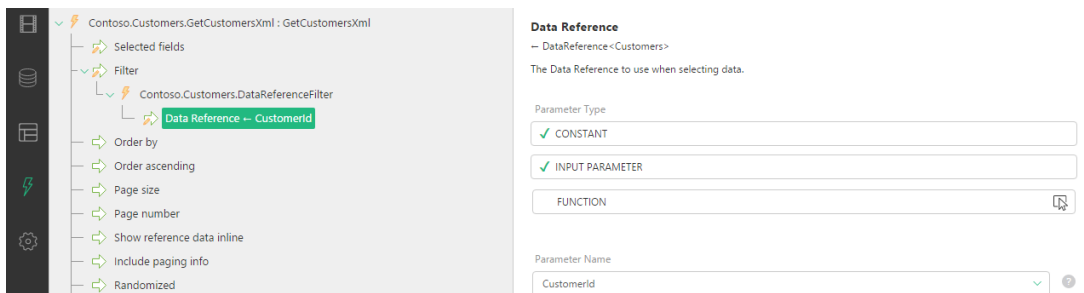 Contoso.Customers.GetCustomersXml : GetCustomersXml
Selected fields
Filter
Contoso.Customers.DataReferenceFilter
Data Reference ← CustomerId
Order by
Order ascending
Page size
Page number
Show reference data inline
Include paging info
Randomized
Data Reference
← DataReference<Customers>
The Data Reference to use when selecting data.
Parameter Type
CONSTANT
INPUT PARAMETER
FUNCTION
Parameter Name
CustomerId
?